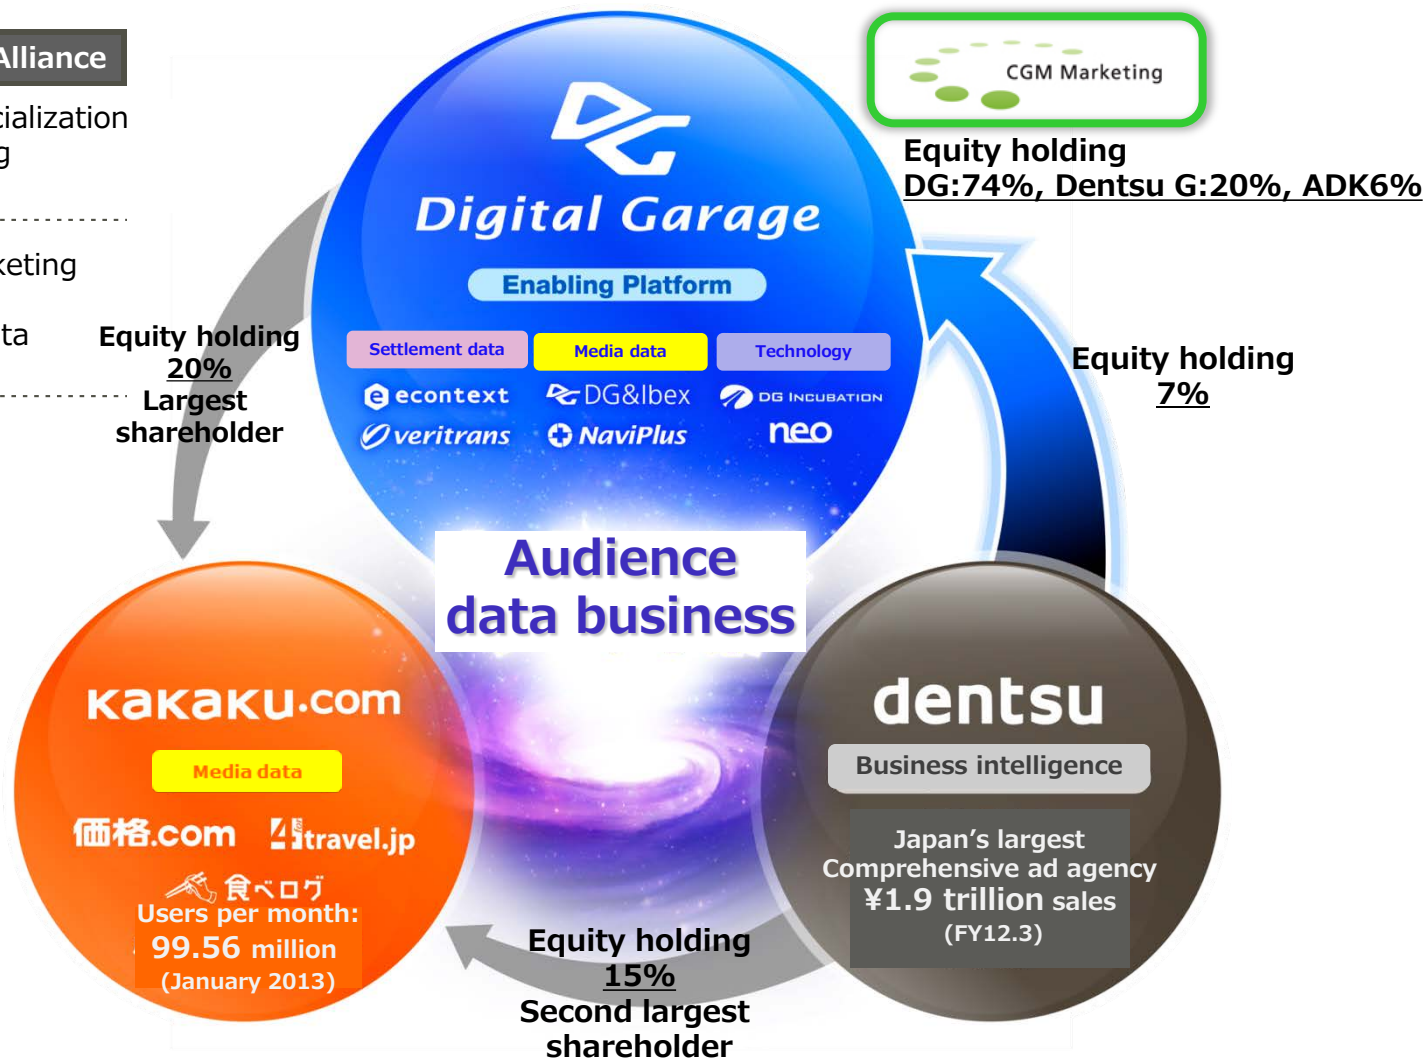 Alliance
CGM Marketing
Equity holding
DG:74%, Dentsu G:20%, ADK6%
DG
Digital Garage
Enabling Platform
Settlement data
Media data
Technology
econtext
DG&Ibex
DG INCUBATION
veritrans
NaviPlus
neo
Equity holding
20%
Largest
shareholder
Equity holding
7%
Audience
data business
kakaku.com
Media data
価格.com
4travel.jp
食べログ
Users per month:
99.56 million
(January 2013)
dentsu
Business intelligence
Japan’s largest
Comprehensive ad agency
¥1.9 trillion sales
(FY12.3)
Equity holding
15%
Second largest
shareholder